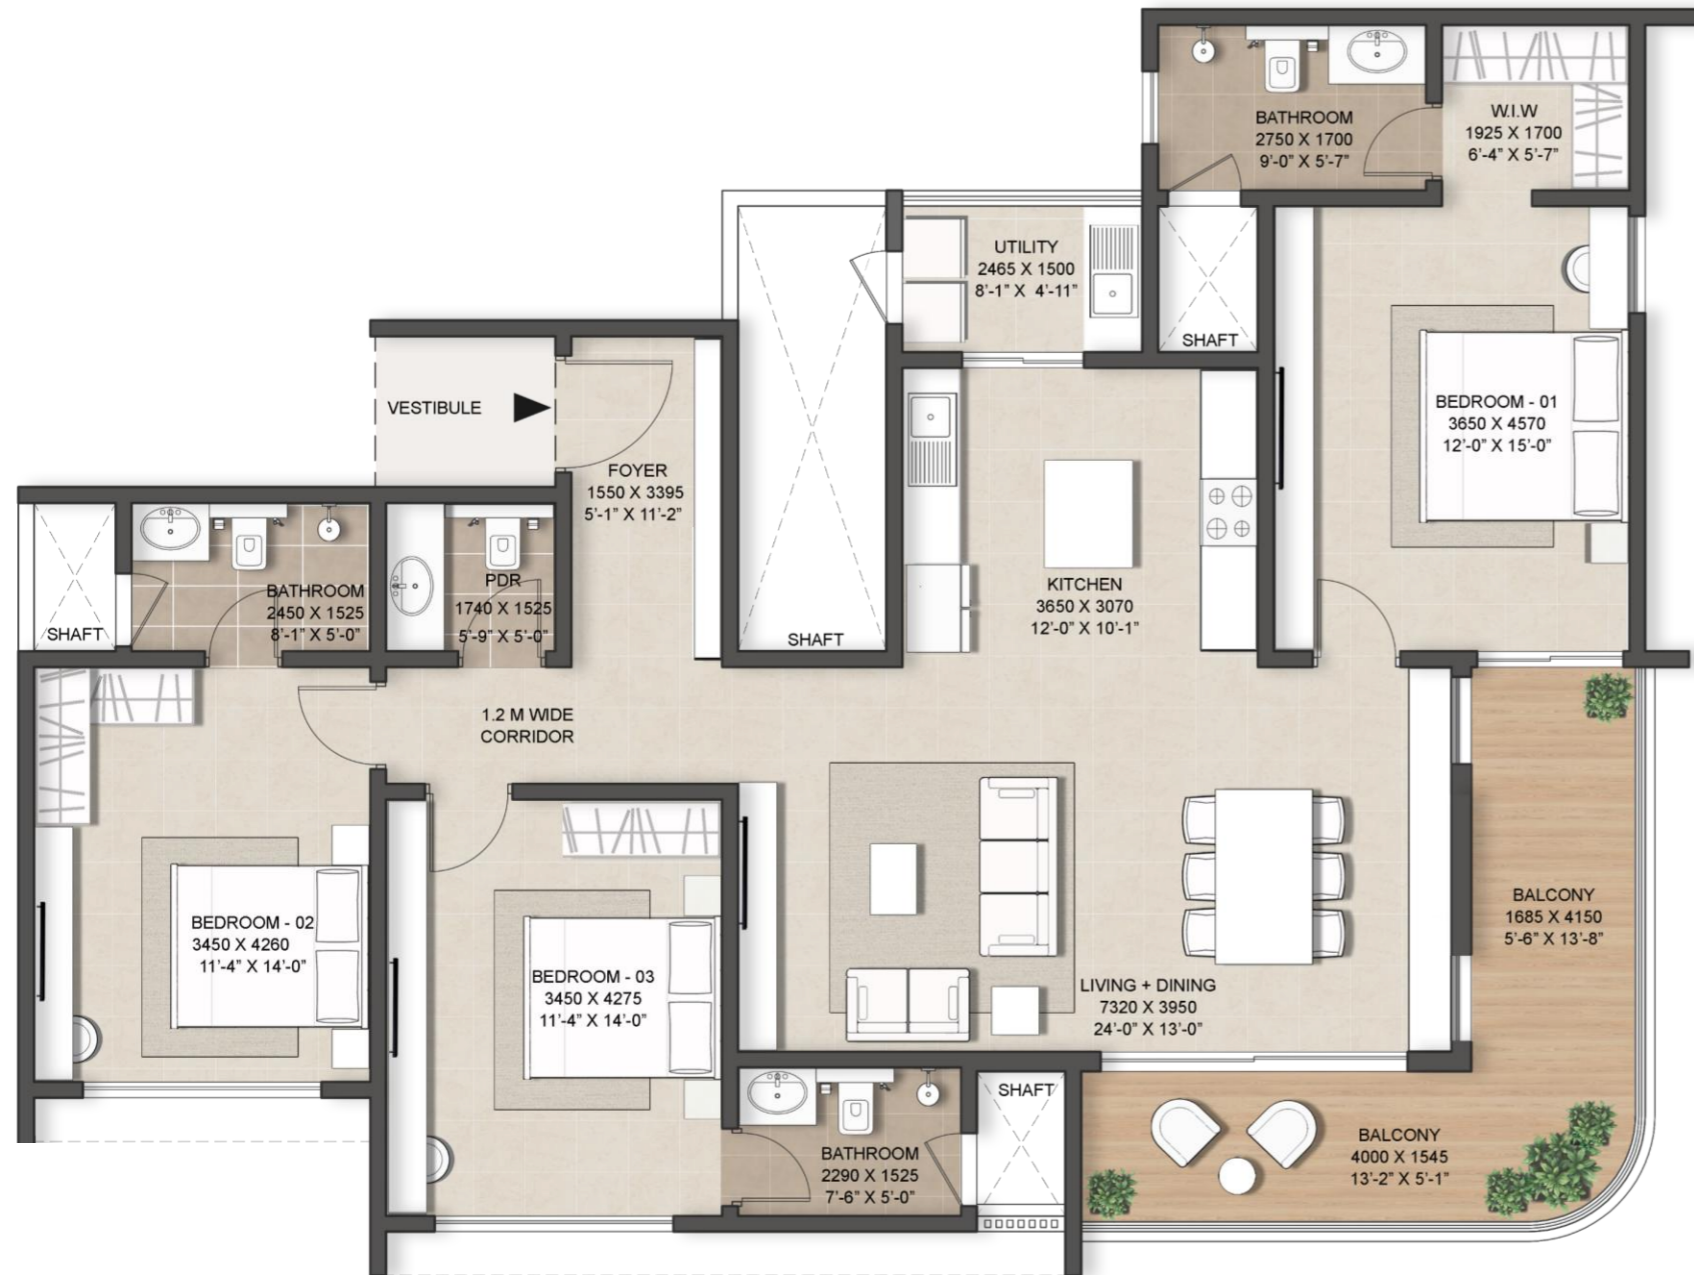 BATHROOM
2750 X 1700
9'-0" X 5'-7"
W.I.W
1925 X 1700
6'-4" X 5'-7"
UTILITY
2465 X 1500
8'-1" X 4'-11"
SHAFT
VESTIBULE
FOYER
1550 X 3395
5'-1" X 11'-2"
BEDROOM - 01
3650 X 4570
12'-0" X 15'-0"
SHAFT
BATHROOM
2450 X 1525
8'-1" X 5'-0"
PDR
1740 X 1525
5'-9" X 5'-0"
SHAFT
KITCHEN
3650 X 3070
12'-0" X 10'-1"
1.2 M WIDE
CORRIDOR
BEDROOM - 02
3450 X 4260
11'-4" X 14'-0"
BEDROOM - 03
3450 X 4275
11'-4" X 14'-0"
LIVING + DINING
7320 X 3950
24'-0" X 13'-0"
BALCONY
1685 X 4150
5'-6" X 13'-8"
BATHROOM
2290 X 1525
7'-6" X 5'-0"
SHAFT
BALCONY
4000 X 1545
13'-2" X 5'-1"